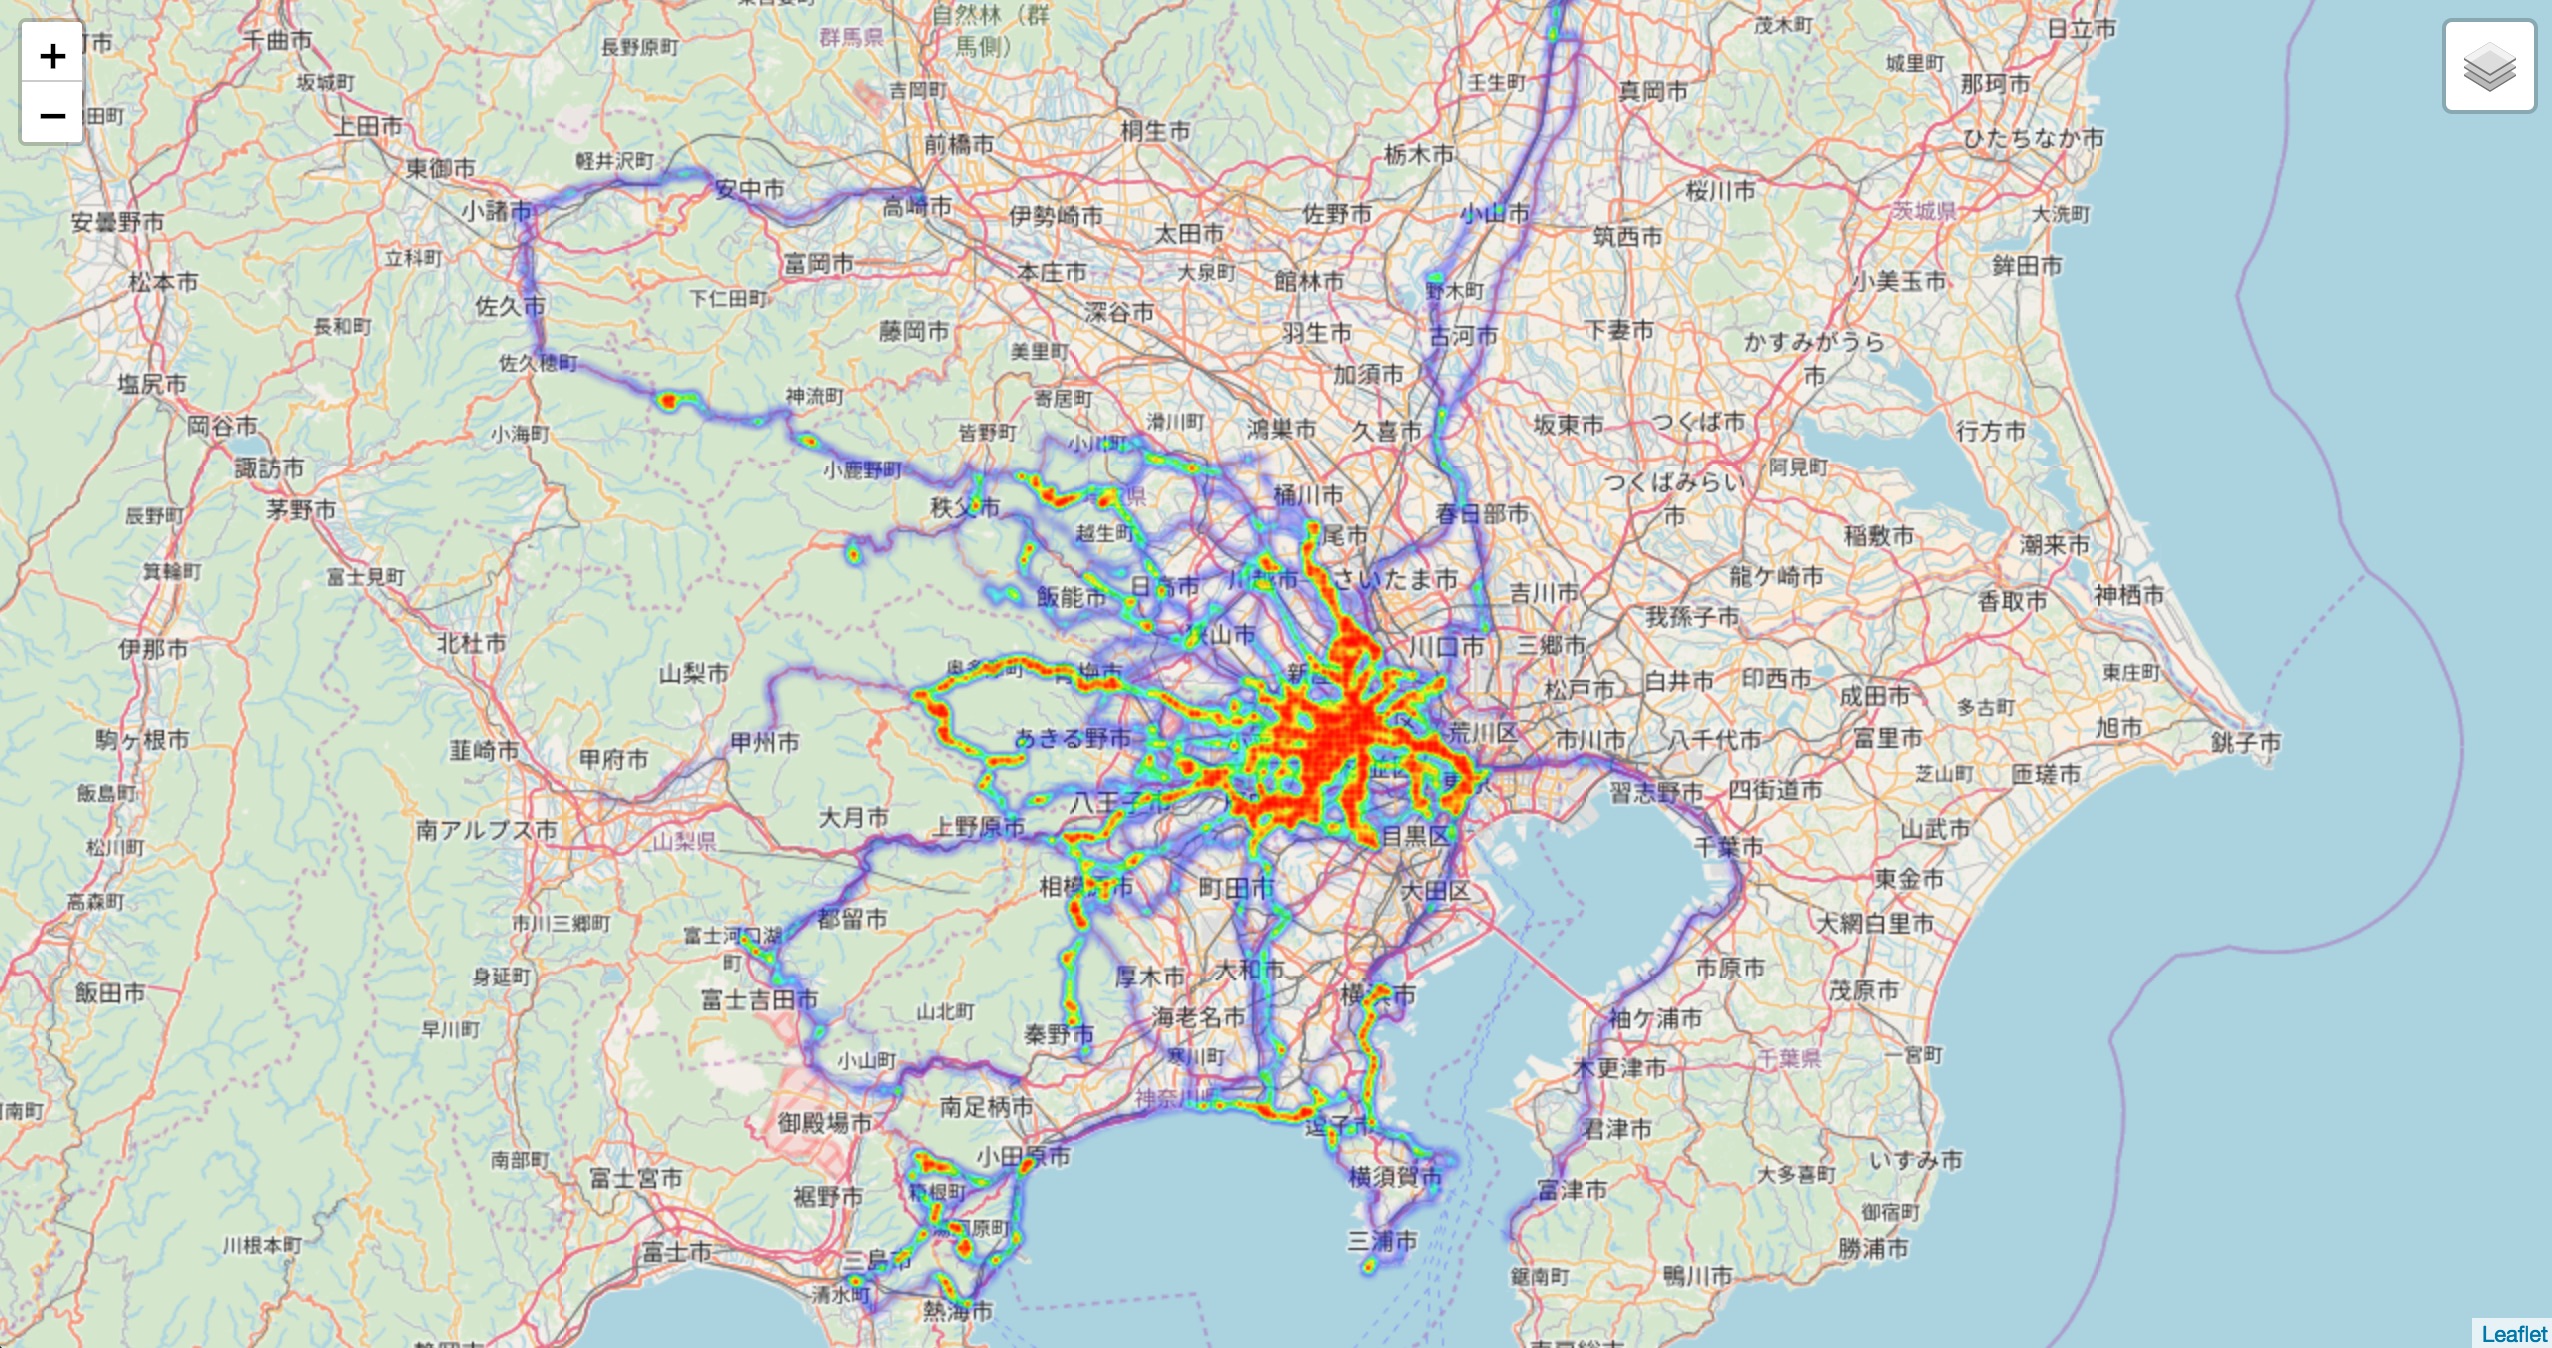 +
−
千曲市
長野原町
群馬県
自然林（群
馬側）
茂木町
日立市
坂城町
吉岡町
壬生町
真岡市
城里町
那珂市
上田市
前橋市
桐生市
栃木市
ひたちなか市
東御市
軽井沢町
安中市
高崎市
伊勢崎市
太田市
佐野市
小山市
桜川市
茨城県
大洗町
小諸市
安曇野市
立科町
富岡市
本庄市
大泉町
館林市
筑西市
鉾田市
松本市
佐久市
下仁田町
深谷市
野木町
小美玉市
長和町
藤岡市
美里町
羽生市
古河市
下妻市
かすみがうら
市
佐久穂町
塩尻市
神流町
寄居町
加須市
岡谷市
小海町
皆野町
小川町
滑川町
鴻巣市
久喜市
坂東市
つくば市
行方市
諏訪市
小鹿野町
阿見町
茅野市
辰野町
秩父市
桶川市
春日部市
つくばみらい
市
越生町
尾市
稲敷市
潮来市
箕輪町
富士見町
飯能市
日高市
川越市
さいたま市
吉川市
龍ケ崎市
香取市
神栖市
伊那市
北杜市
狭山市
川口市
三郷市
我孫子市
山梨市
松戸市
白井市
印西市
成田市
東庄町
多古町
駒ヶ根市
韮崎市
甲府市
甲州市
あきる野市
荒川区
市川市
八千代市
富里市
旭市
銚子市
飯島町
芝山町
匝瑳市
八王子市
習志野市
四街道市
南アルプス市
山梨県
大月市
上野原市
目黒区
千葉市
山武市
松川町
高森町
相模原市
町田市
大田区
東金市
市川三郷町
都留市
富士河口湖
町
大網白里市
飯田市
身延町
富士吉田市
山北町
厚木市
大和市
横浜市
市原市
茂原市
早川町
秦野市
海老名市
袖ケ浦市
小山町
寒川町
木更津市
千葉県
一宮町
神奈川県
南足柄市
御殿場市
逗子市
君津市
南部町
富士宮市
小田原市
横須賀市
富津市
大多喜町
いすみ市
裾野市
箱根町
御宿町
川根本町
富士市
三島市
三浦市
勝浦市
清水町
熱海市
鋸南町
鴨川市
Leaflet